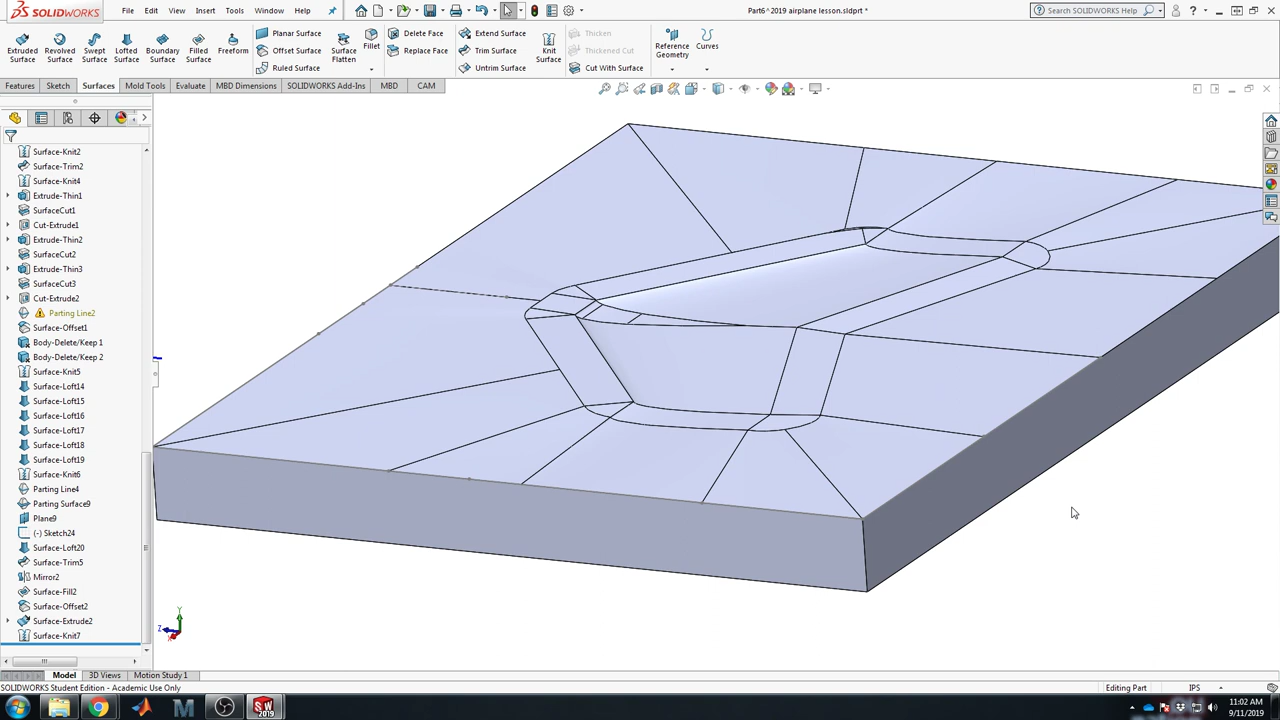 SOLIDWORKS
File Edit View Insert Tools Window Help
Part6^2019 airplane lesson.sldprt *
Search SOLIDWORKS Help
Extruded Surface
Revolved Surface
Swept Surface
Lofted Surface
Boundary Surface
Filled Surface
Freeform
Planar Surface
Offset Surface
Ruled Surface
Surface Flatten
Fillet
Delete Face
Replace Face
Extend Surface
Trim Surface
Untrim Surface
Knit Surface
Thicken
Thickened Cut
Cut With Surface
Reference Geometry
Curves
Features Sketch Surfaces Mold Tools Evaluate MBD Dimensions SOLIDWORKS Add-Ins MBD CAM
Surface-Knit2
Surface-Trim2
Surface-Knit4
Extrude-Thin1
SurfaceCut1
Cut-Extrude1
Extrude-Thin2
SurfaceCut2
Extrude-Thin3
SurfaceCut3
Cut-Extrude2
Parting Line2
Surface-Offset1
Body-Delete/Keep 1
Body-Delete/Keep 2
Surface-Knit5
Surface-Loft14
Surface-Loft15
Surface-Loft16
Surface-Loft17
Surface-Loft18
Surface-Loft19
Surface-Knit6
Parting Line4
Parting Surface9
Plane9
(-) Sketch24
Surface-Loft20
Surface-Trim5
Mirror2
Surface-Fill2
Surface-Offset2
Surface-Extrude2
Surface-Knit7
Y
Z
X
Model 3D Views Motion Study 1
SOLIDWORKS Student Edition - Academic Use Only
Editing Part IPS
SW 2019
11:02 AM
9/11/2019